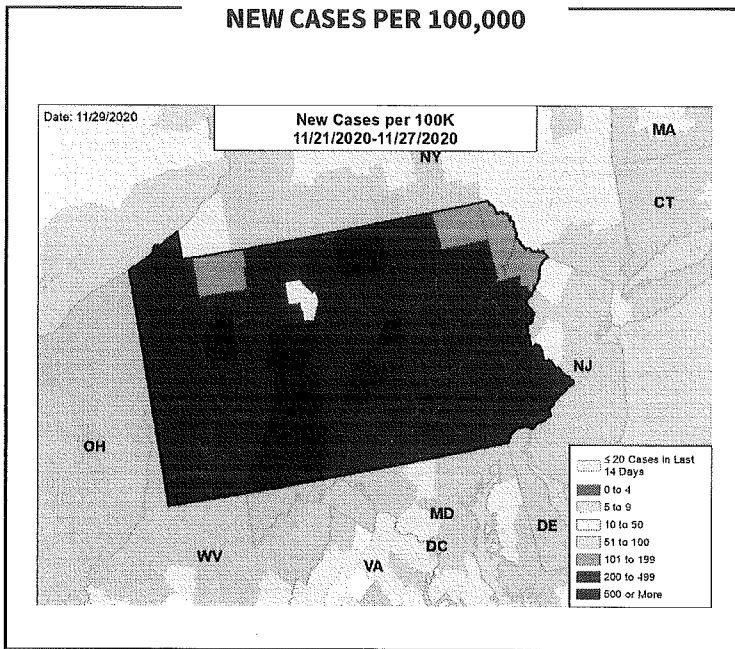 NEW CASES PER 100,000
Date: 11/29/2020
New Cases per 100K
11/21/2020-11/27/2020
MA
NY
CT
NJ
OH
MD
DE
WV
DC
VA
≤ 20 Cases in Last
14 Days
0 to 4
5 to 9
10 to 50
51 to 100
101 to 199
200 to 499
500 or More